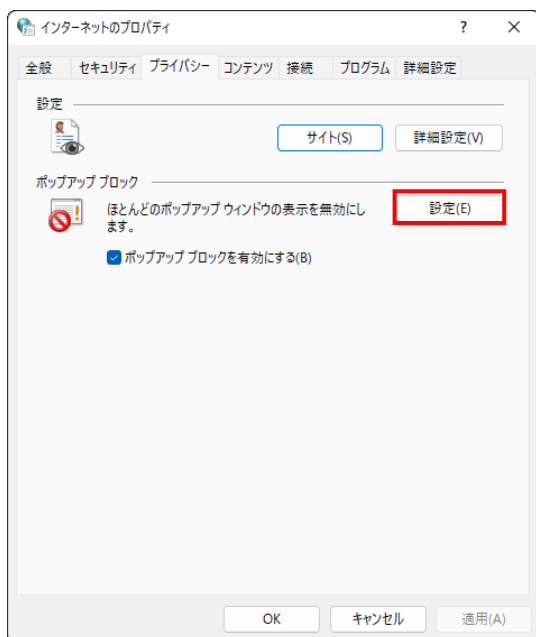 インターネットのプロパティ ? ×
全般 セキュリティ プライバシー コンテンツ 接続 プログラム 詳細設定
設定
サイト(S) 詳細設定(V)
ポップアップ ブロック
ほとんどのポップアップ ウィンドウの表示を無効にし 設定(E)
ます。
ポップアップ ブロックを有効にする(B)
OK キャンセル 適用(A)